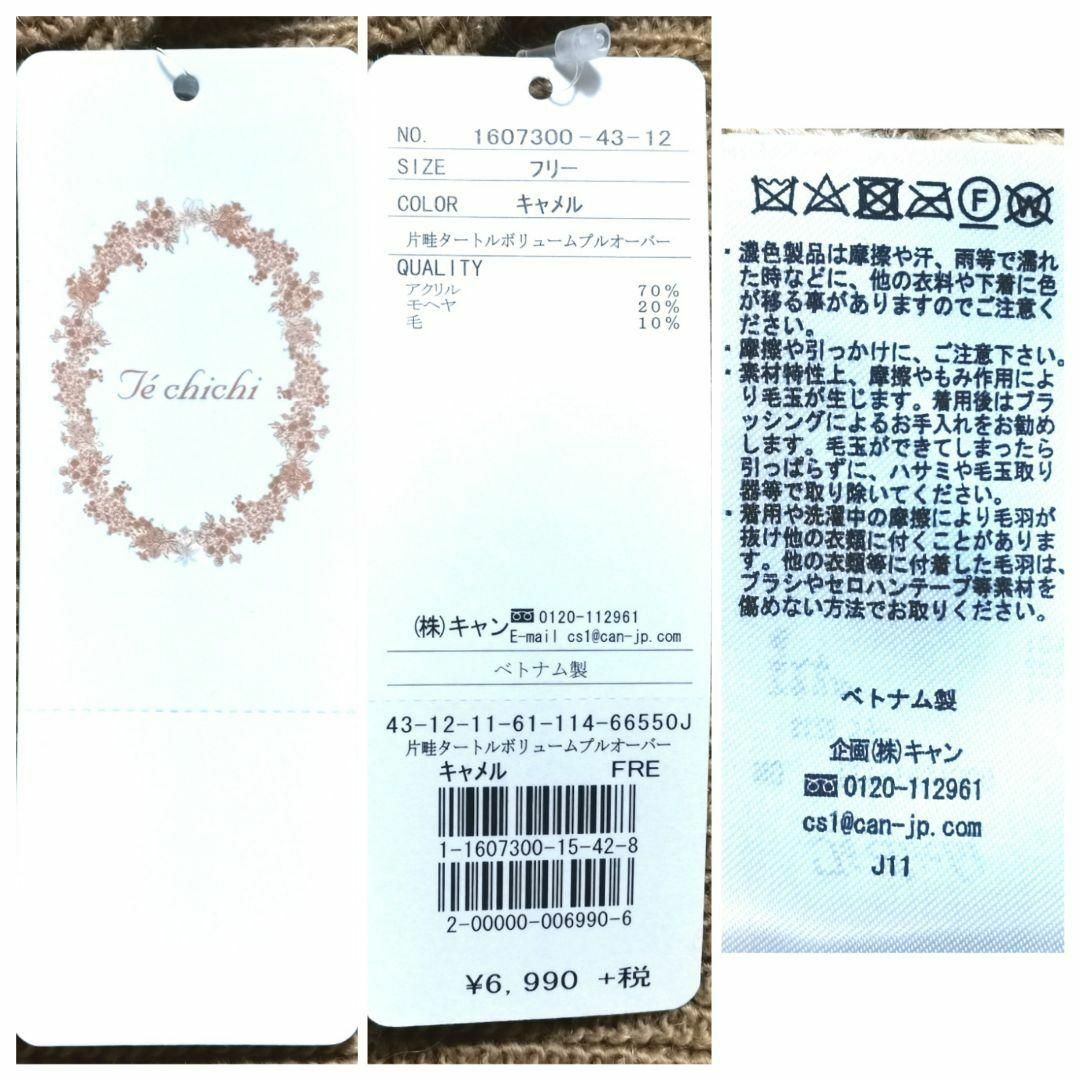 Té chichi
NO. 1607300-43-12
SIZE フリー
COLOR キャメル
片畦タートルボリュームプルオーバー
QUALITY
アクリル 70%
モヘヤ 20%
毛 10%
(株)キャン 0120-112961
E-mail cs1@can-jp.com
ベトナム製
43-12-11-61-114-66550J
片畦タートルボリュームプルオーバー
キャメル FRE
1-1607300-15-42-8
2-00000-006990-6
¥6,990 +税
F W
・濃色製品は摩擦や汗、雨等で濡れ
た時などに、他の衣料や下着に色
が移る事がありますのでご注意く
ださい。
・摩擦や引っかけに、ご注意下さい。
・素材特性上、摩擦やもみ作用によ
り毛玉が生じます。着用後はブラ
ッシングによるお手入れをお勧め
します。毛玉ができてしまったら
引っぱらずに、ハサミや毛玉取り
器等で取り除いてください。
・着用や洗濯中の摩擦により毛羽が
抜け他の衣類に付くことがありま
す。他の衣類等に付着した毛羽は、
ブラシやセロハンテープ等素材を
傷めない方法でお取りください。
ベトナム製
企画(株)キャン
0120-112961
cs1@can-jp.com
J11